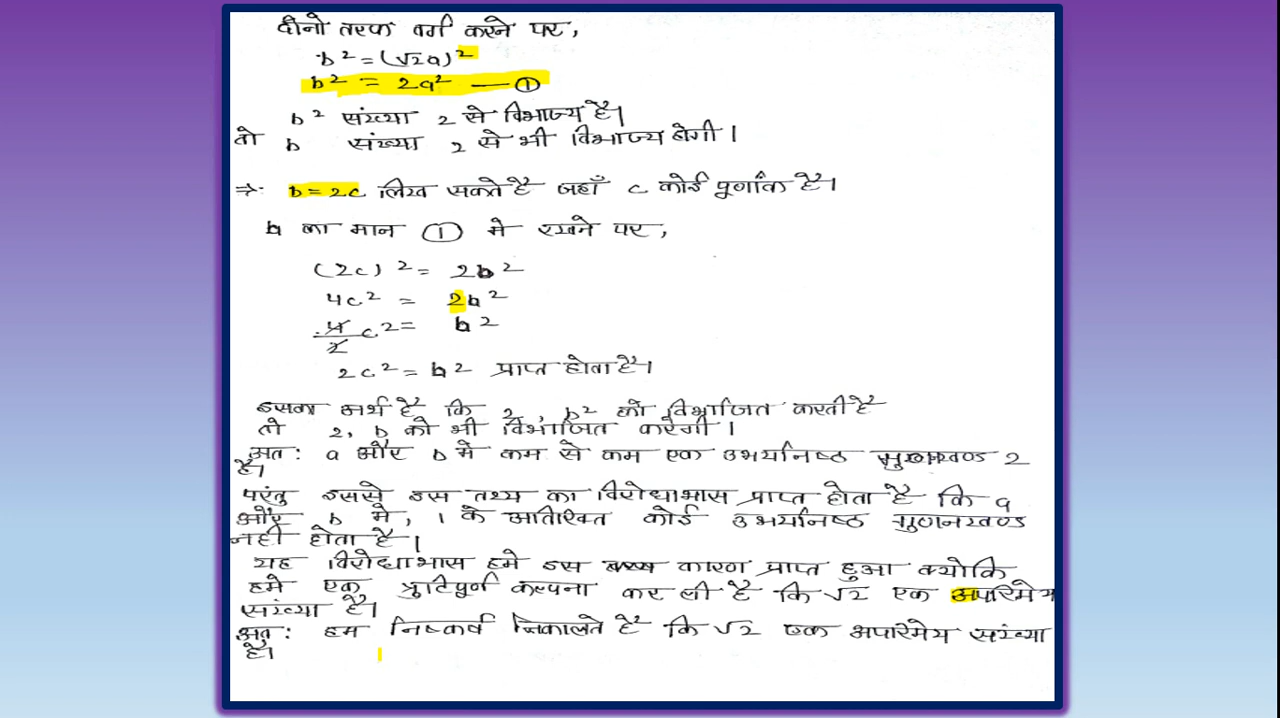 दोनो तरफ वर्ग करने पर,
b² = (√2a)²
b² = 2a² — ①
b² संख्या 2 से विभाज्य है।
तो b संख्या 2 से भी विभाज्य होगी।
⇒ b = 2c लिख सकते है जहाँ c कोई पूर्णांक है।
b का मान ① मे रखने पर,
(2c)² = 2b²
4c² = 2b²
4/2 c² = b²
2c² = b² प्राप्त होता है।
इसका अर्थ है कि 2, b² को विभाजित करती है
तो 2, b को भी विभाजित करेगी।
अत: a और b मे कम से कम एक उभयनिष्ठ गुणनखण्ड 2
है।
परंतु इससे इस तथ्य का विरोधाभास प्राप्त होता है कि a
और b मे, 1 के अतिरिक्त कोई उभयनिष्ठ गुणनखण्ड
नही होता है।
यह विरोधाभास हमे इस कारण प्राप्त हुआ क्योकि
हमे एक त्रुटिपुर्ण कल्पना कर ली है कि √2 एक अपरिमेय
संख्या है।
अत: हम निष्कर्ष निकालते है कि √2 एक अपरिमेय संख्या
है।